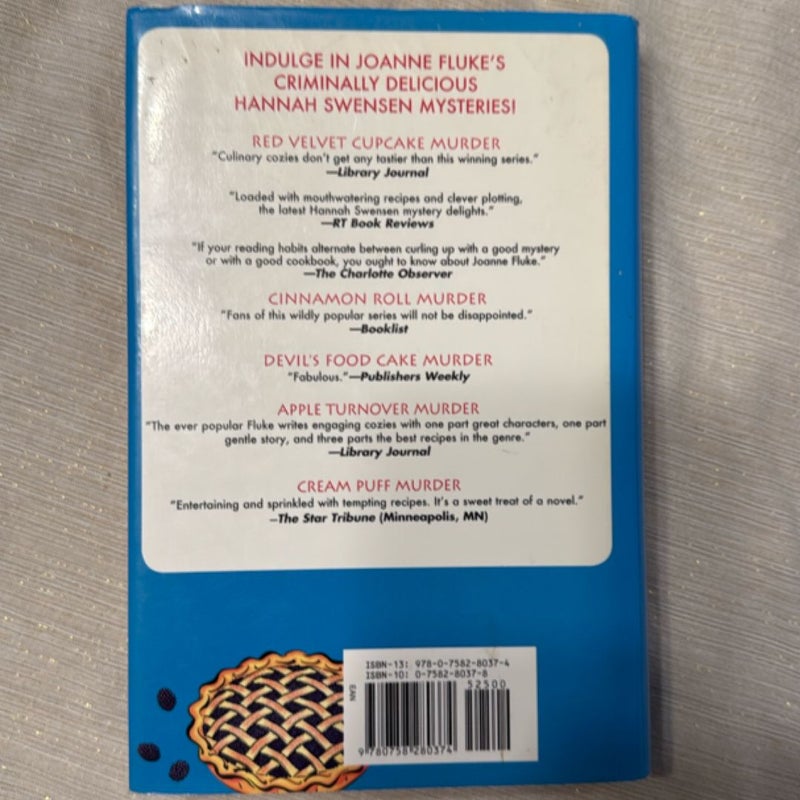 INDULGE IN JOANNE FLUKE'S
CRIMINALLY DELICIOUS
HANNAH SWENSEN MYSTERIES!
RED VELVET CUPCAKE MURDER
"Culinary cozies don't get any tastier than this winning series."
—Library Journal
"Loaded with mouthwatering recipes and clever plotting,
the latest Hannah Swensen mystery delights."
—RT Book Reviews
"If your reading habits alternate between curling up with a good mystery
or with a good cookbook, you ought to know about Joanne Fluke."
—The Charlotte Observer
CINNAMON ROLL MURDER
"Fans of this wildly popular series will not be disappointed."
—Booklist
DEVIL'S FOOD CAKE MURDER
"Fabulous."—Publishers Weekly
APPLE TURNOVER MURDER
"The ever popular Fluke writes engaging cozies with one part great characters, one part
gentle story, and three parts the best recipes in the genre."
—Library Journal
CREAM PUFF MURDER
"Entertaining and sprinkled with tempting recipes. It's a sweet treat of a novel."
—The Star Tribune (Minneapolis, MN)
ISBN-13: 978-0-7582-8037-4
ISBN-10: 0-7582-8037-8
52500
EAN
9 780758 280374